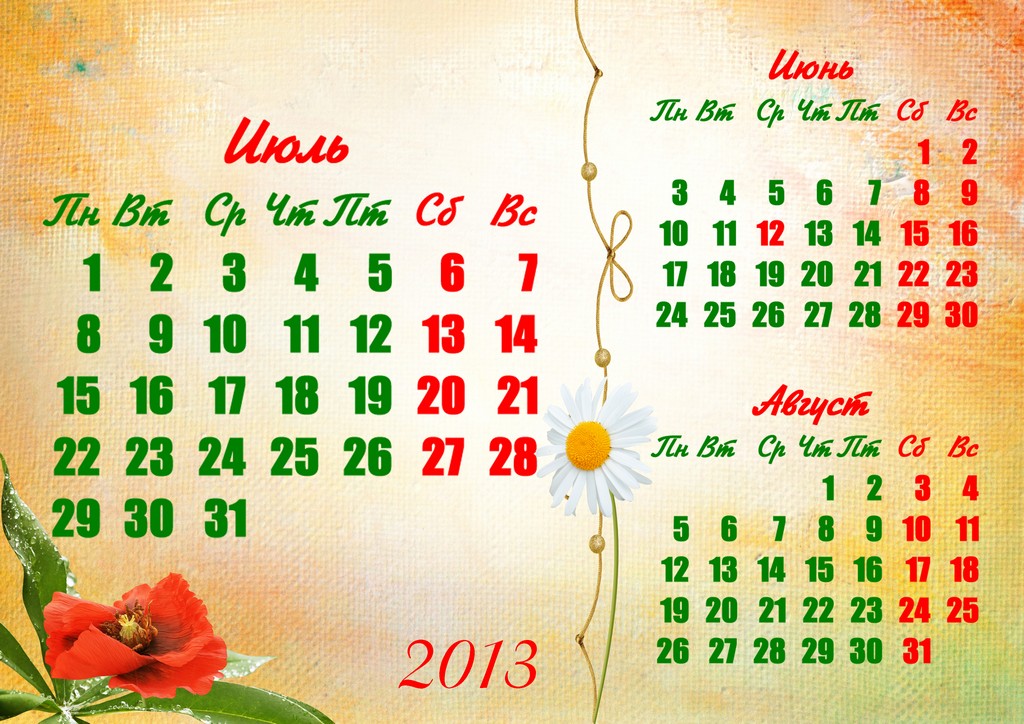 Июль
Пн Вт Ср Чт Пт Сб Вс
1 2 3 4 5 6 7
8 9 10 11 12 13 14
15 16 17 18 19 20 21
22 23 24 25 26 27 28
29 30 31
2013
Июнь
Пн Вт Ср Чт Пт Сб Вс
1 2
3 4 5 6 7 8 9
10 11 12 13 14 15 16
17 18 19 20 21 22 23
24 25 26 27 28 29 30
Август
Пн Вт Ср Чт Пт Сб Вс
1 2 3 4
5 6 7 8 9 10 11
12 13 14 15 16 17 18
19 20 21 22 23 24 25
26 27 28 29 30 31